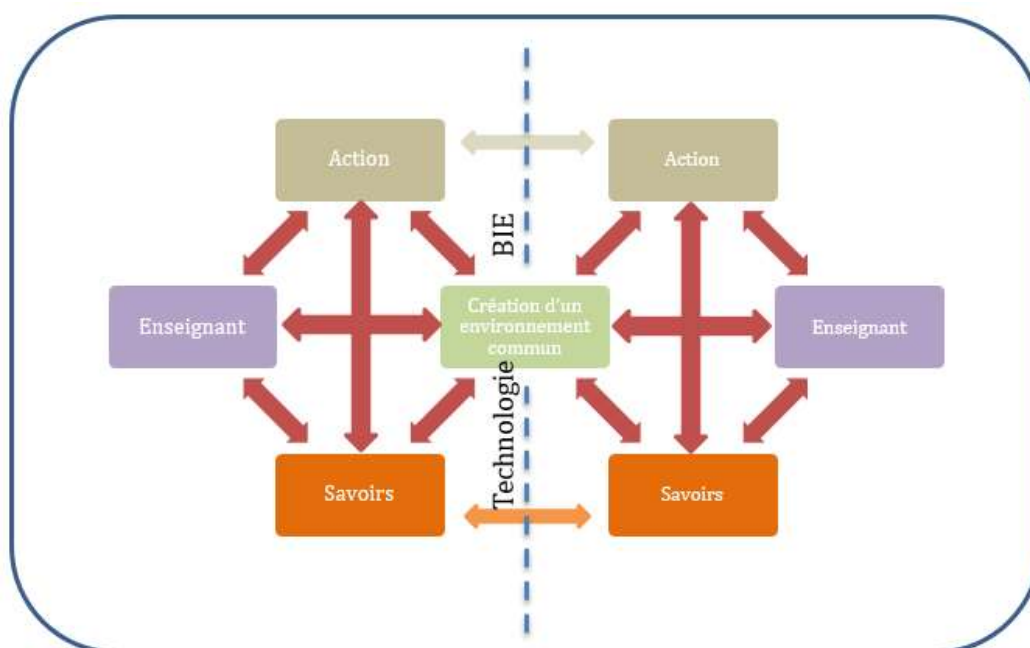 Action
Action
BIE
Enseignant
Création d'un
environnement
commun
Enseignant
Technologie
Savoirs
Savoirs